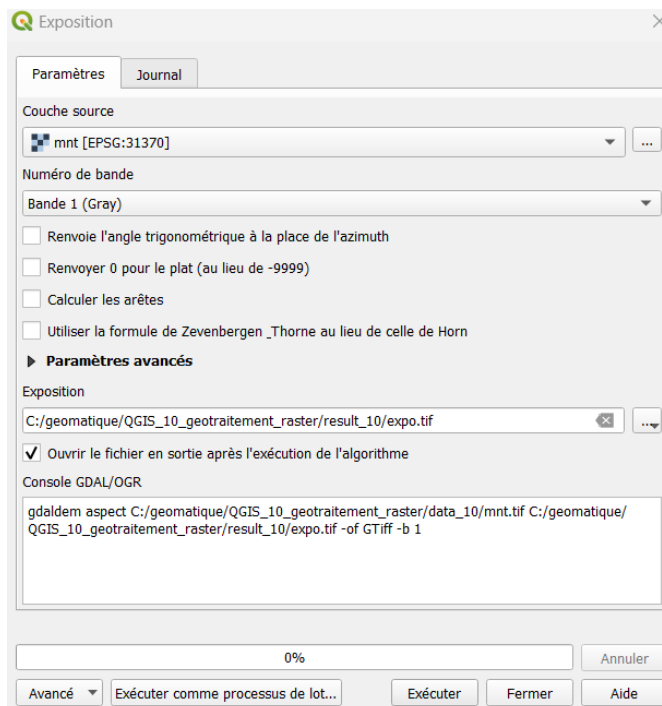 Exposition
Paramètres Journal
Couche source
mnt [EPSG:31370] ...
Numéro de bande
Bande 1 (Gray)
Renvoie l'angle trigonométrique à la place de l'azimuth
Renvoyer 0 pour le plat (au lieu de -9999)
Calculer les arêtes
Utiliser la formule de Zevenbergen _Thorne au lieu de celle de Horn
Paramètres avancés
Exposition
C:/geomatique/QGIS_10_geotraitement_raster/result_10/expo.tif ...
Ouvrir le fichier en sortie après l'exécution de l'algorithme
Console GDAL/OGR
gdaldem aspect C:/geomatique/QGIS_10_geotraitement_raster/data_10/mnt.tif C:/geomatique/
QGIS_10_geotraitement_raster/result_10/expo.tif -of GTiff -b 1
0% Annuler
Avancé Exécuter comme processus de lot... Exécuter Fermer Aide